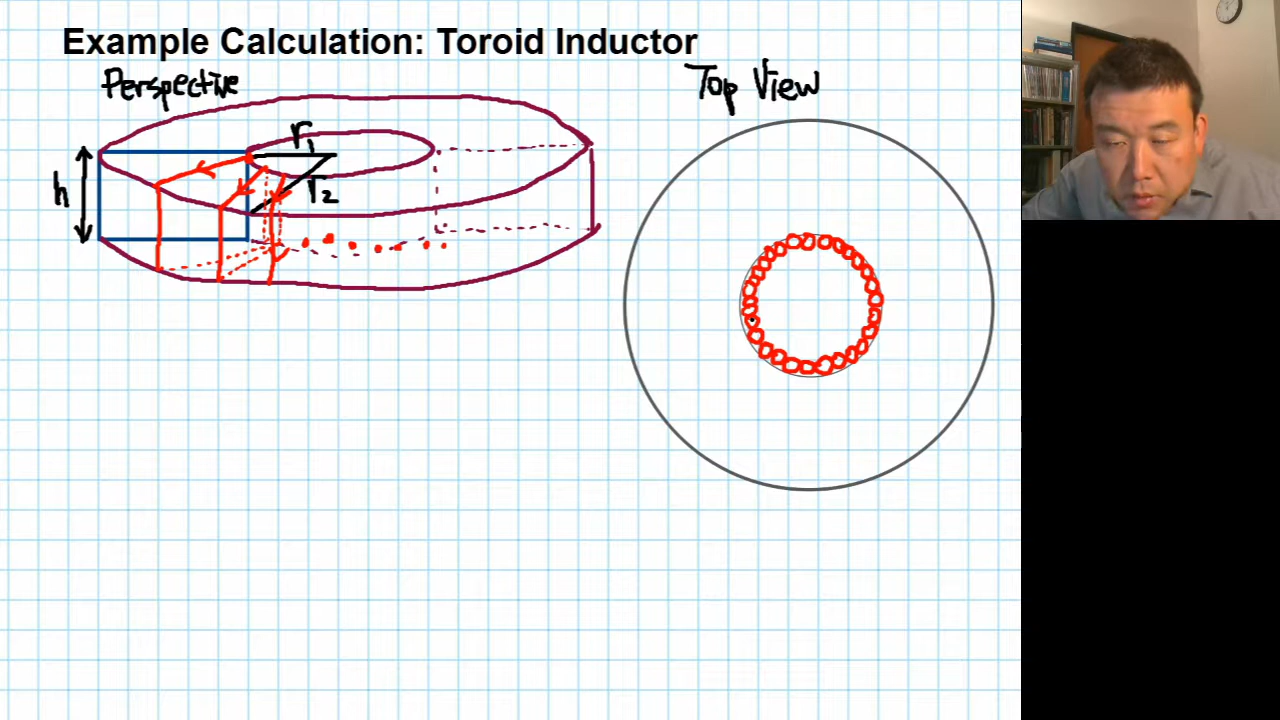 Example Calculation: Toroid Inductor
Perspective
Top View
r1
h
r2